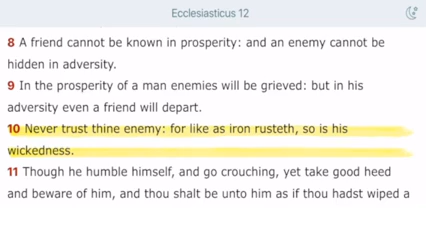 Ecclesiasticus 12
8 A friend cannot be known in prosperity: and an enemy cannot be
hidden in adversity.
9 In the prosperity of a man enemies will be grieved: but in his
adversity even a friend will depart.
10 Never trust thine enemy: for like as iron rusteth, so is his
wickedness.
11 Though he humble himself, and go crouching, yet take good heed
and beware of him, and thou shalt be unto him as if thou hadst wiped a